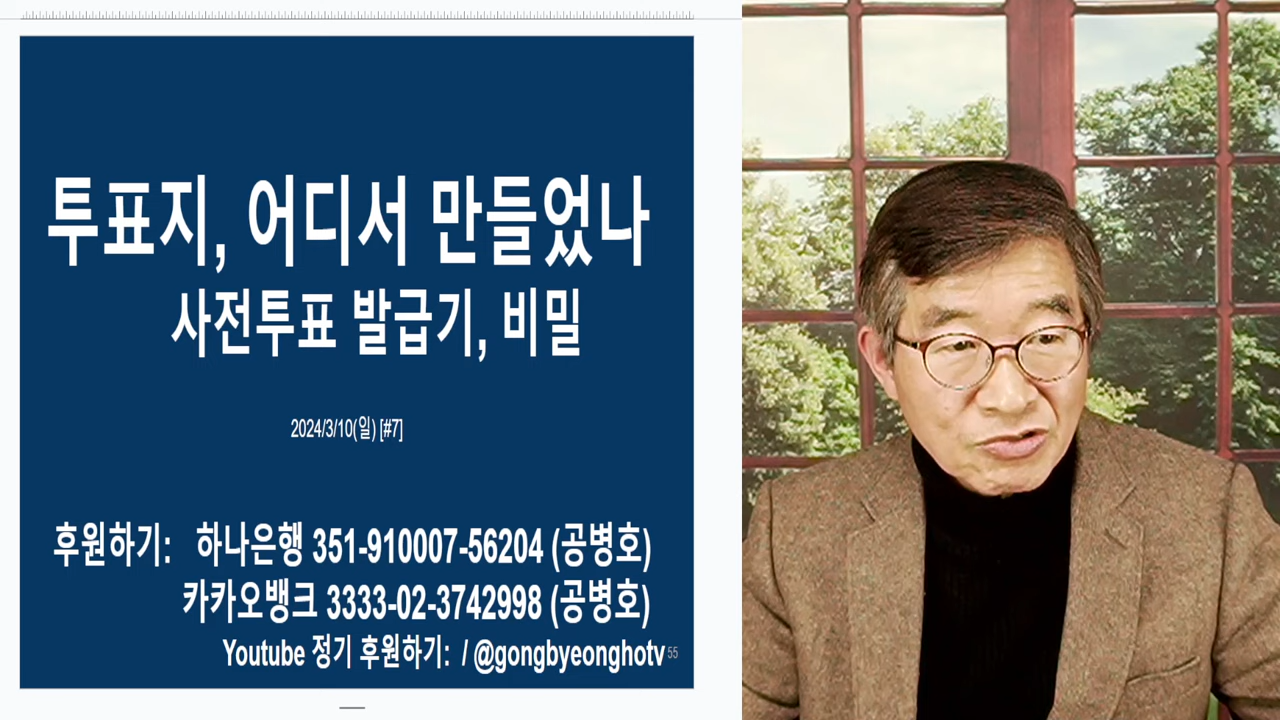 투표지, 어디서 만들었나
사전투표 발급기, 비밀
2024/3/10(일) [#7]
후원하기: 하나은행 351-910007-56204 (공병호)
카카오뱅크 3333-02-3742998 (공병호)
Youtube 정기 후원하기: / @gongbyeonghotv
55